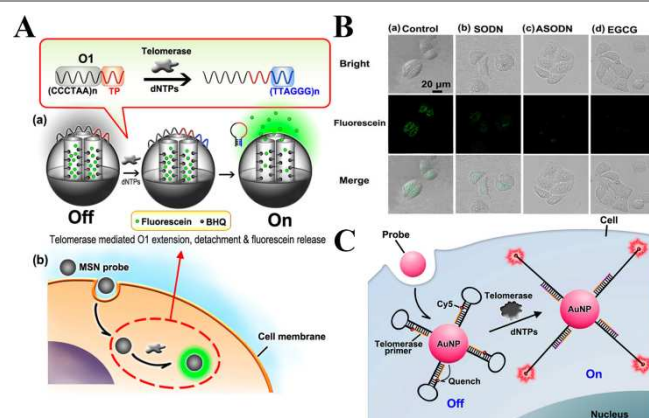 A
O1
Telomerase
dNTPs
(CCCTAA)n
TP
(TTAGGG)n
(a)
dNTPs
Off
On
Fluorescein
BHQ
Telomerase mediated O1 extension, detachment & fluorescein release
(b)
MSN probe
Cell membrane
B
(a) Control
(b) SODN
(c) ASODN
(d) EGCG
Bright
20 µm
Fluorescein
Merge
C
Cell
Probe
Cy5
Telomerase
dNTPs
Telomerase
primer
AuNP
AuNP
Quench
Off
On
Nucleus